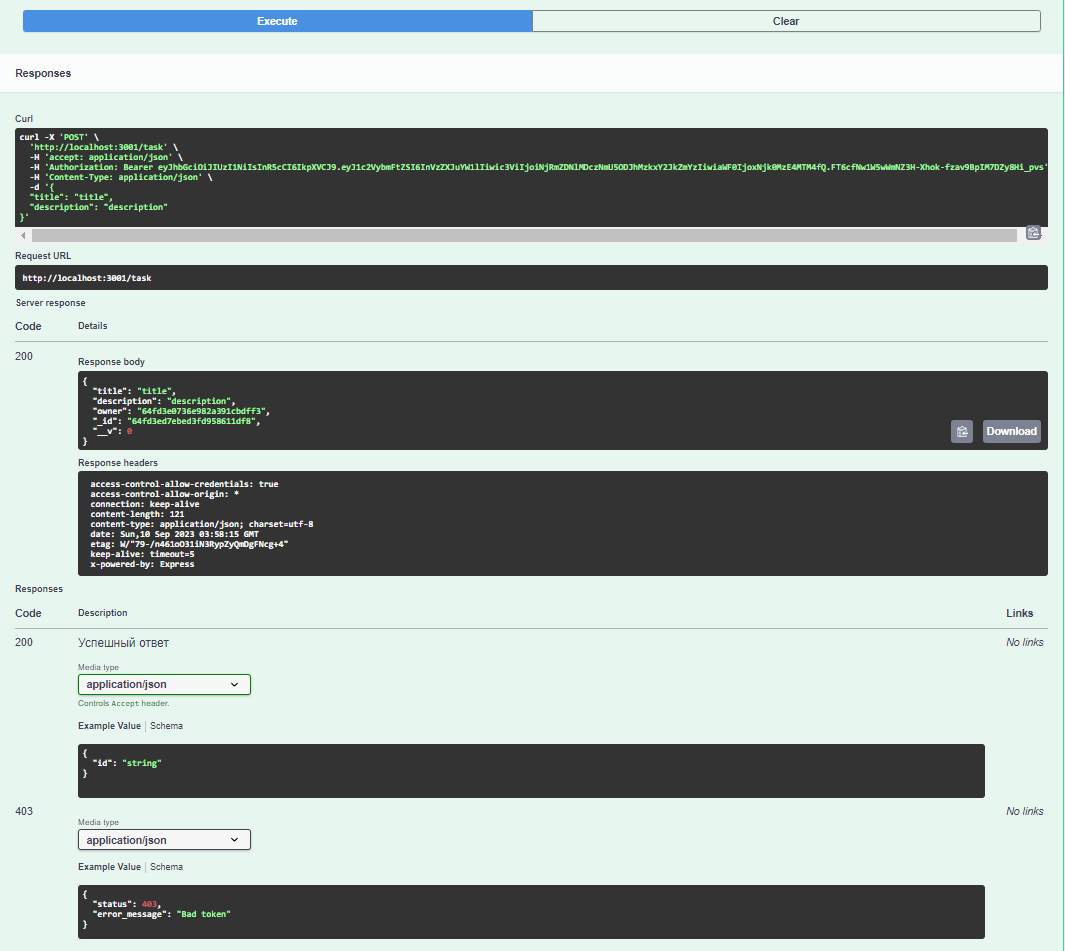 Execute
Clear
Responses
Curl
curl -X 'POST' \
'http://localhost:3001/task' \
-H 'accept: application/json' \
-H 'Authorization: Bearer eyJhbGciOiJIUzI1NiIsInR5cCI6IkpXVCJ9.eyJ1c2VybmFtZSI6InVzZXJuYW1lIiwic3ViIjoiNjRmZDNlMDczNmU5ODJhMzkxY2JkZmYzIiwiaWF0IjoxNjk0MzE4MTM4fQ.FT6cfNw1W5wWmNZ3H-Xhok-fzav9BpIM7DZy8Hi_pvs'
-H 'Content-Type: application/json' \
-d '{
"title": "title",
"description": "description"
}'
Request URL
http://localhost:3001/task
Server response
Code Details
200
Response body
{
"title": "title",
"description": "description",
"owner": "64fd3e0736e982a391cbdff3",
"_id": "64fd3ed7ebed3fd958611df8",
"__v": 0
}
Download
Response headers
access-control-allow-credentials: true
access-control-allow-origin: *
connection: keep-alive
content-length: 121
content-type: application/json; charset=utf-8
date: Sun,10 Sep 2023 03:58:15 GMT
etag: W/"79-/n461oO31iN3RypZyQmDgFNcg+4"
keep-alive: timeout=5
x-powered-by: Express
Responses
Code Description Links
200 Успешный ответ No links
Media type
application/json
Controls Accept header.
Example Value | Schema
{
"id": "string"
}
403 No links
Media type
application/json
Example Value | Schema
{
"status": 403,
"error_message": "Bad token"
}